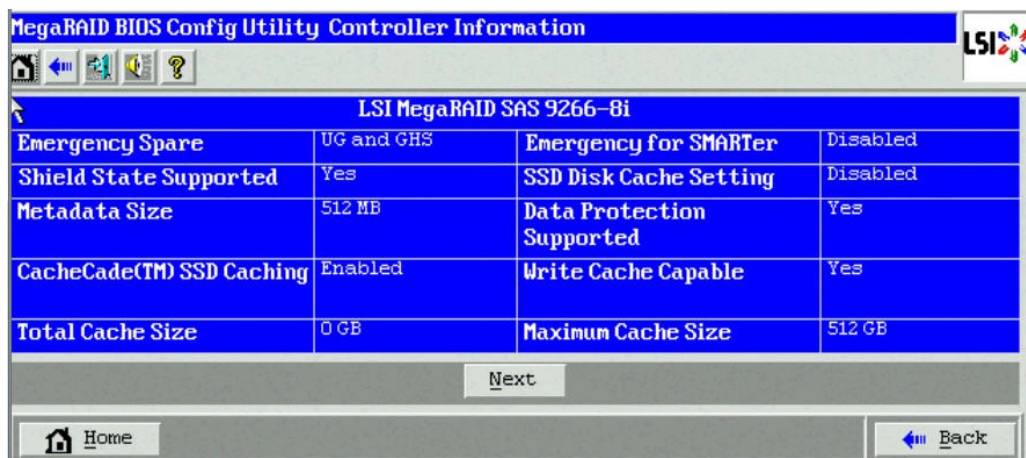 MegaRAID BIOS Config Utility Controller Information
LSI
LSI MegaRAID SAS 9266-8i
Emergency Spare UG and GHS Emergency for SMARTer Disabled
Shield State Supported Yes SSD Disk Cache Setting Disabled
Metadata Size 512 MB Data Protection Yes
Supported
CacheCade(TM) SSD Caching Enabled Write Cache Capable Yes
Total Cache Size 0 GB Maximum Cache Size 512 GB
Next
Home Back